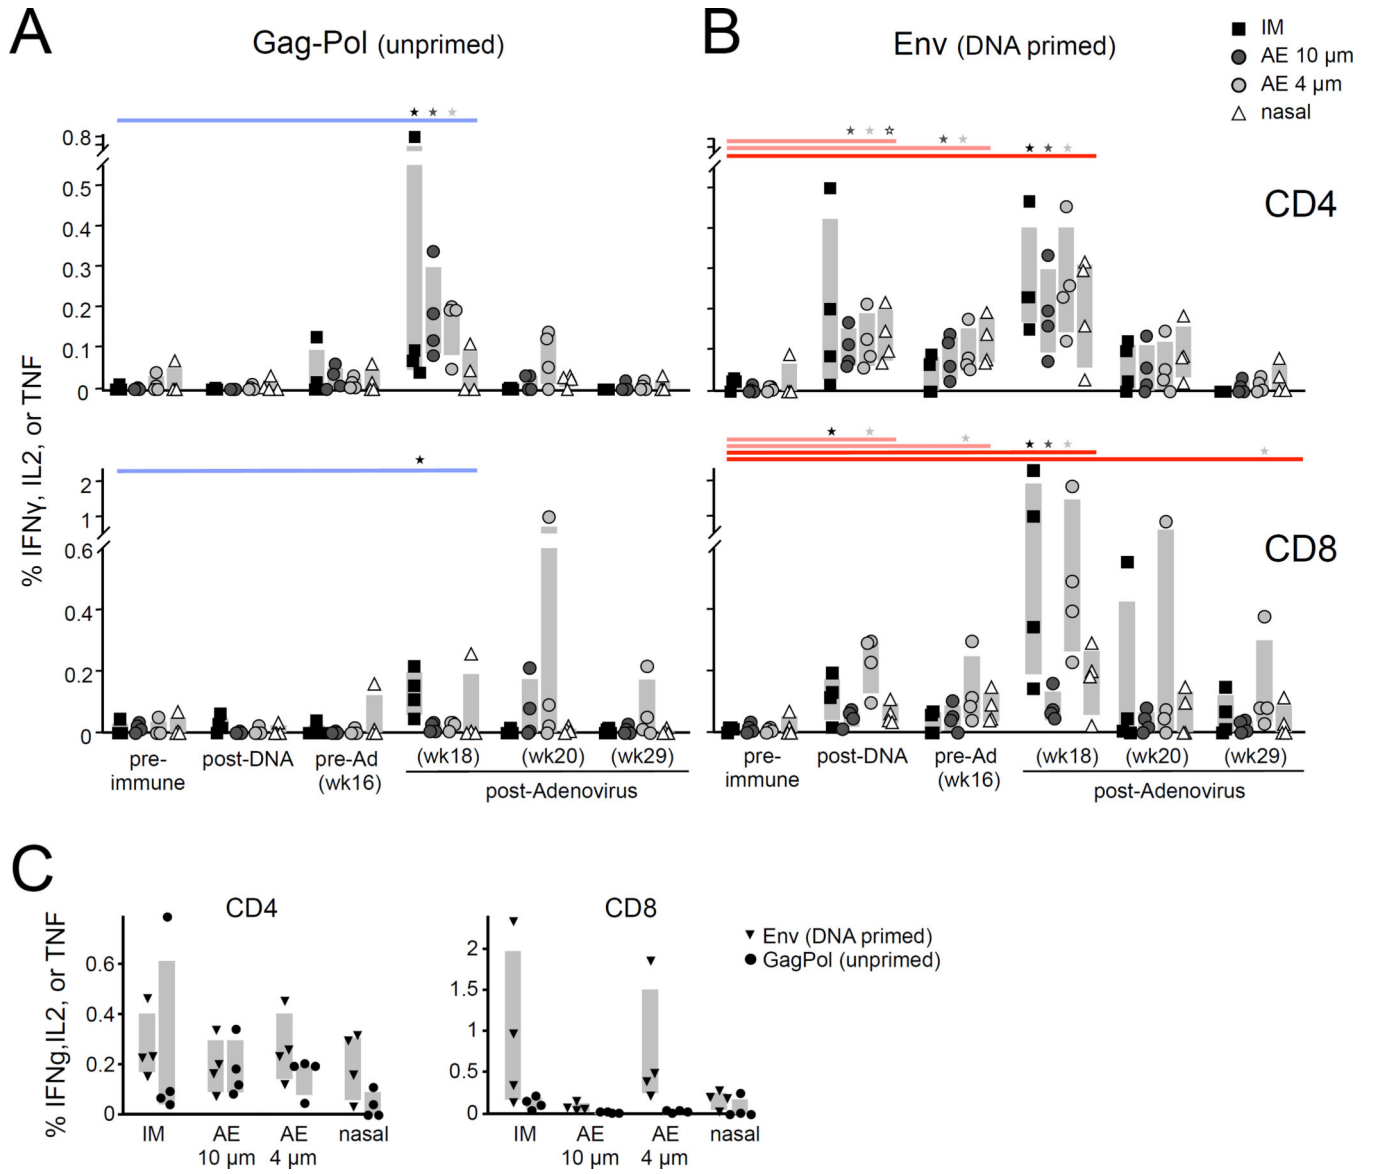 A
Gag-Pol (unprimed)
B
Env (DNA primed)
IM
AE 10 µm
AE 4 µm
nasal
% IFNγ, IL2, or TNF
0.8
0.5
0.4
0.3
0.2
0.1
0
CD4
2
1
0.6
0.4
0.2
0
CD8
pre-
immune
post-DNA
pre-Ad
(wk16)
(wk18)
(wk20)
(wk29)
post-Adenovirus
pre-
immune
post-DNA
pre-Ad
(wk16)
(wk18)
(wk20)
(wk29)
post-Adenovirus
C
% IFNg,IL2, or TNF
CD4
0.6
0.4
0.2
0
IM
AE
10 µm
AE
4 µm
nasal
CD8
2
1.5
1
0.5
0
IM
AE
10 µm
AE
4 µm
nasal
Env (DNA primed)
GagPol (unprimed)